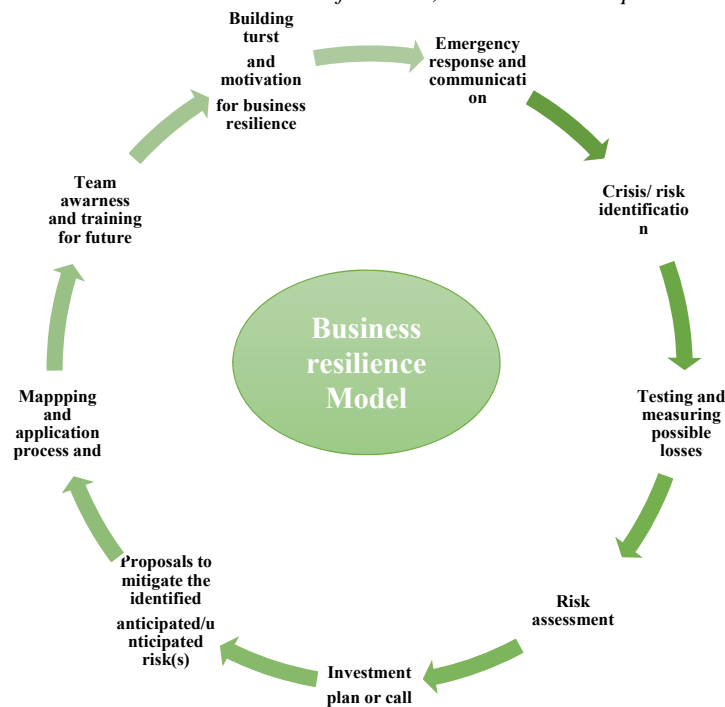 Building
turst
and
motivation
for business
resilience
Emergency
response and
communicati
on
Crisis/ risk
identificatio
n
Testing and
measuring
possible
losses
Risk
assessment
Investment
plan or call
Proposals to
mitigate the
identified
anticipated/u
nticipated
risk(s)
Mappping
and
application
process and
Team
awarness
and training
for future
Business
resilience
Model